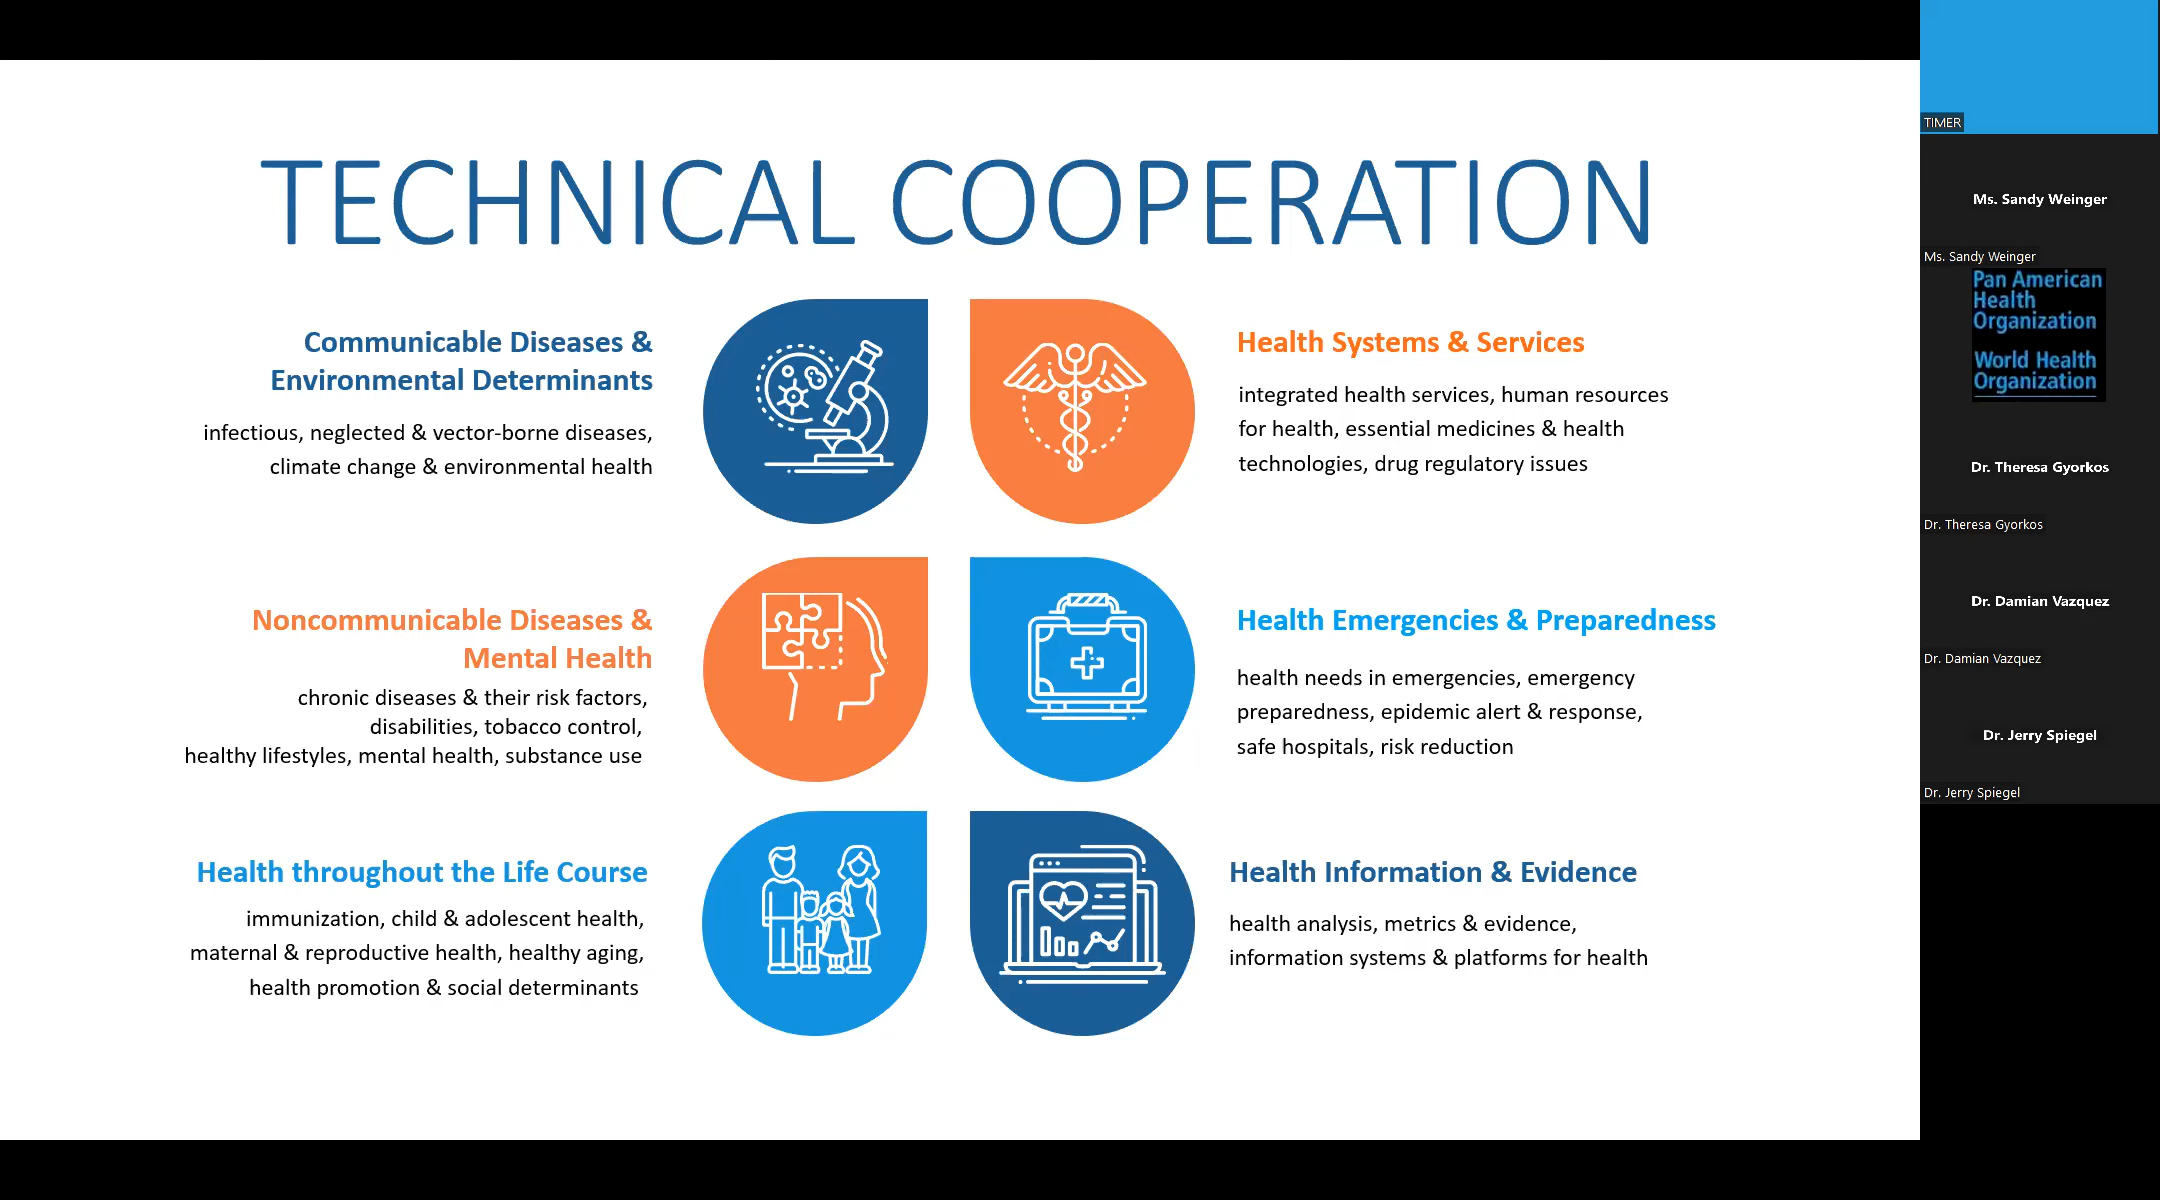 TECHNICAL COOPERATION
Communicable Diseases &
Environmental Determinants
infectious, neglected & vector-borne diseases,
climate change & environmental health
Health Systems & Services
integrated health services, human resources
for health, essential medicines & health
technologies, drug regulatory issues
Noncommunicable Diseases &
Mental Health
chronic diseases & their risk factors,
disabilities, tobacco control,
healthy lifestyles, mental health, substance use
Health Emergencies & Preparedness
health needs in emergencies, emergency
preparedness, epidemic alert & response,
safe hospitals, risk reduction
Health throughout the Life Course
immunization, child & adolescent health,
maternal & reproductive health, healthy aging,
health promotion & social determinants
Health Information & Evidence
health analysis, metrics & evidence,
information systems & platforms for health
TIMER
Ms. Sandy Weinger
Ms. Sandy Weinger
Pan American
Health
Organization
World Health
Organization
Dr. Theresa Gyorkos
Dr. Theresa Gyorkos
Dr. Damian Vazquez
Dr. Damian Vazquez
Dr. Jerry Spiegel
Dr. Jerry Spiegel